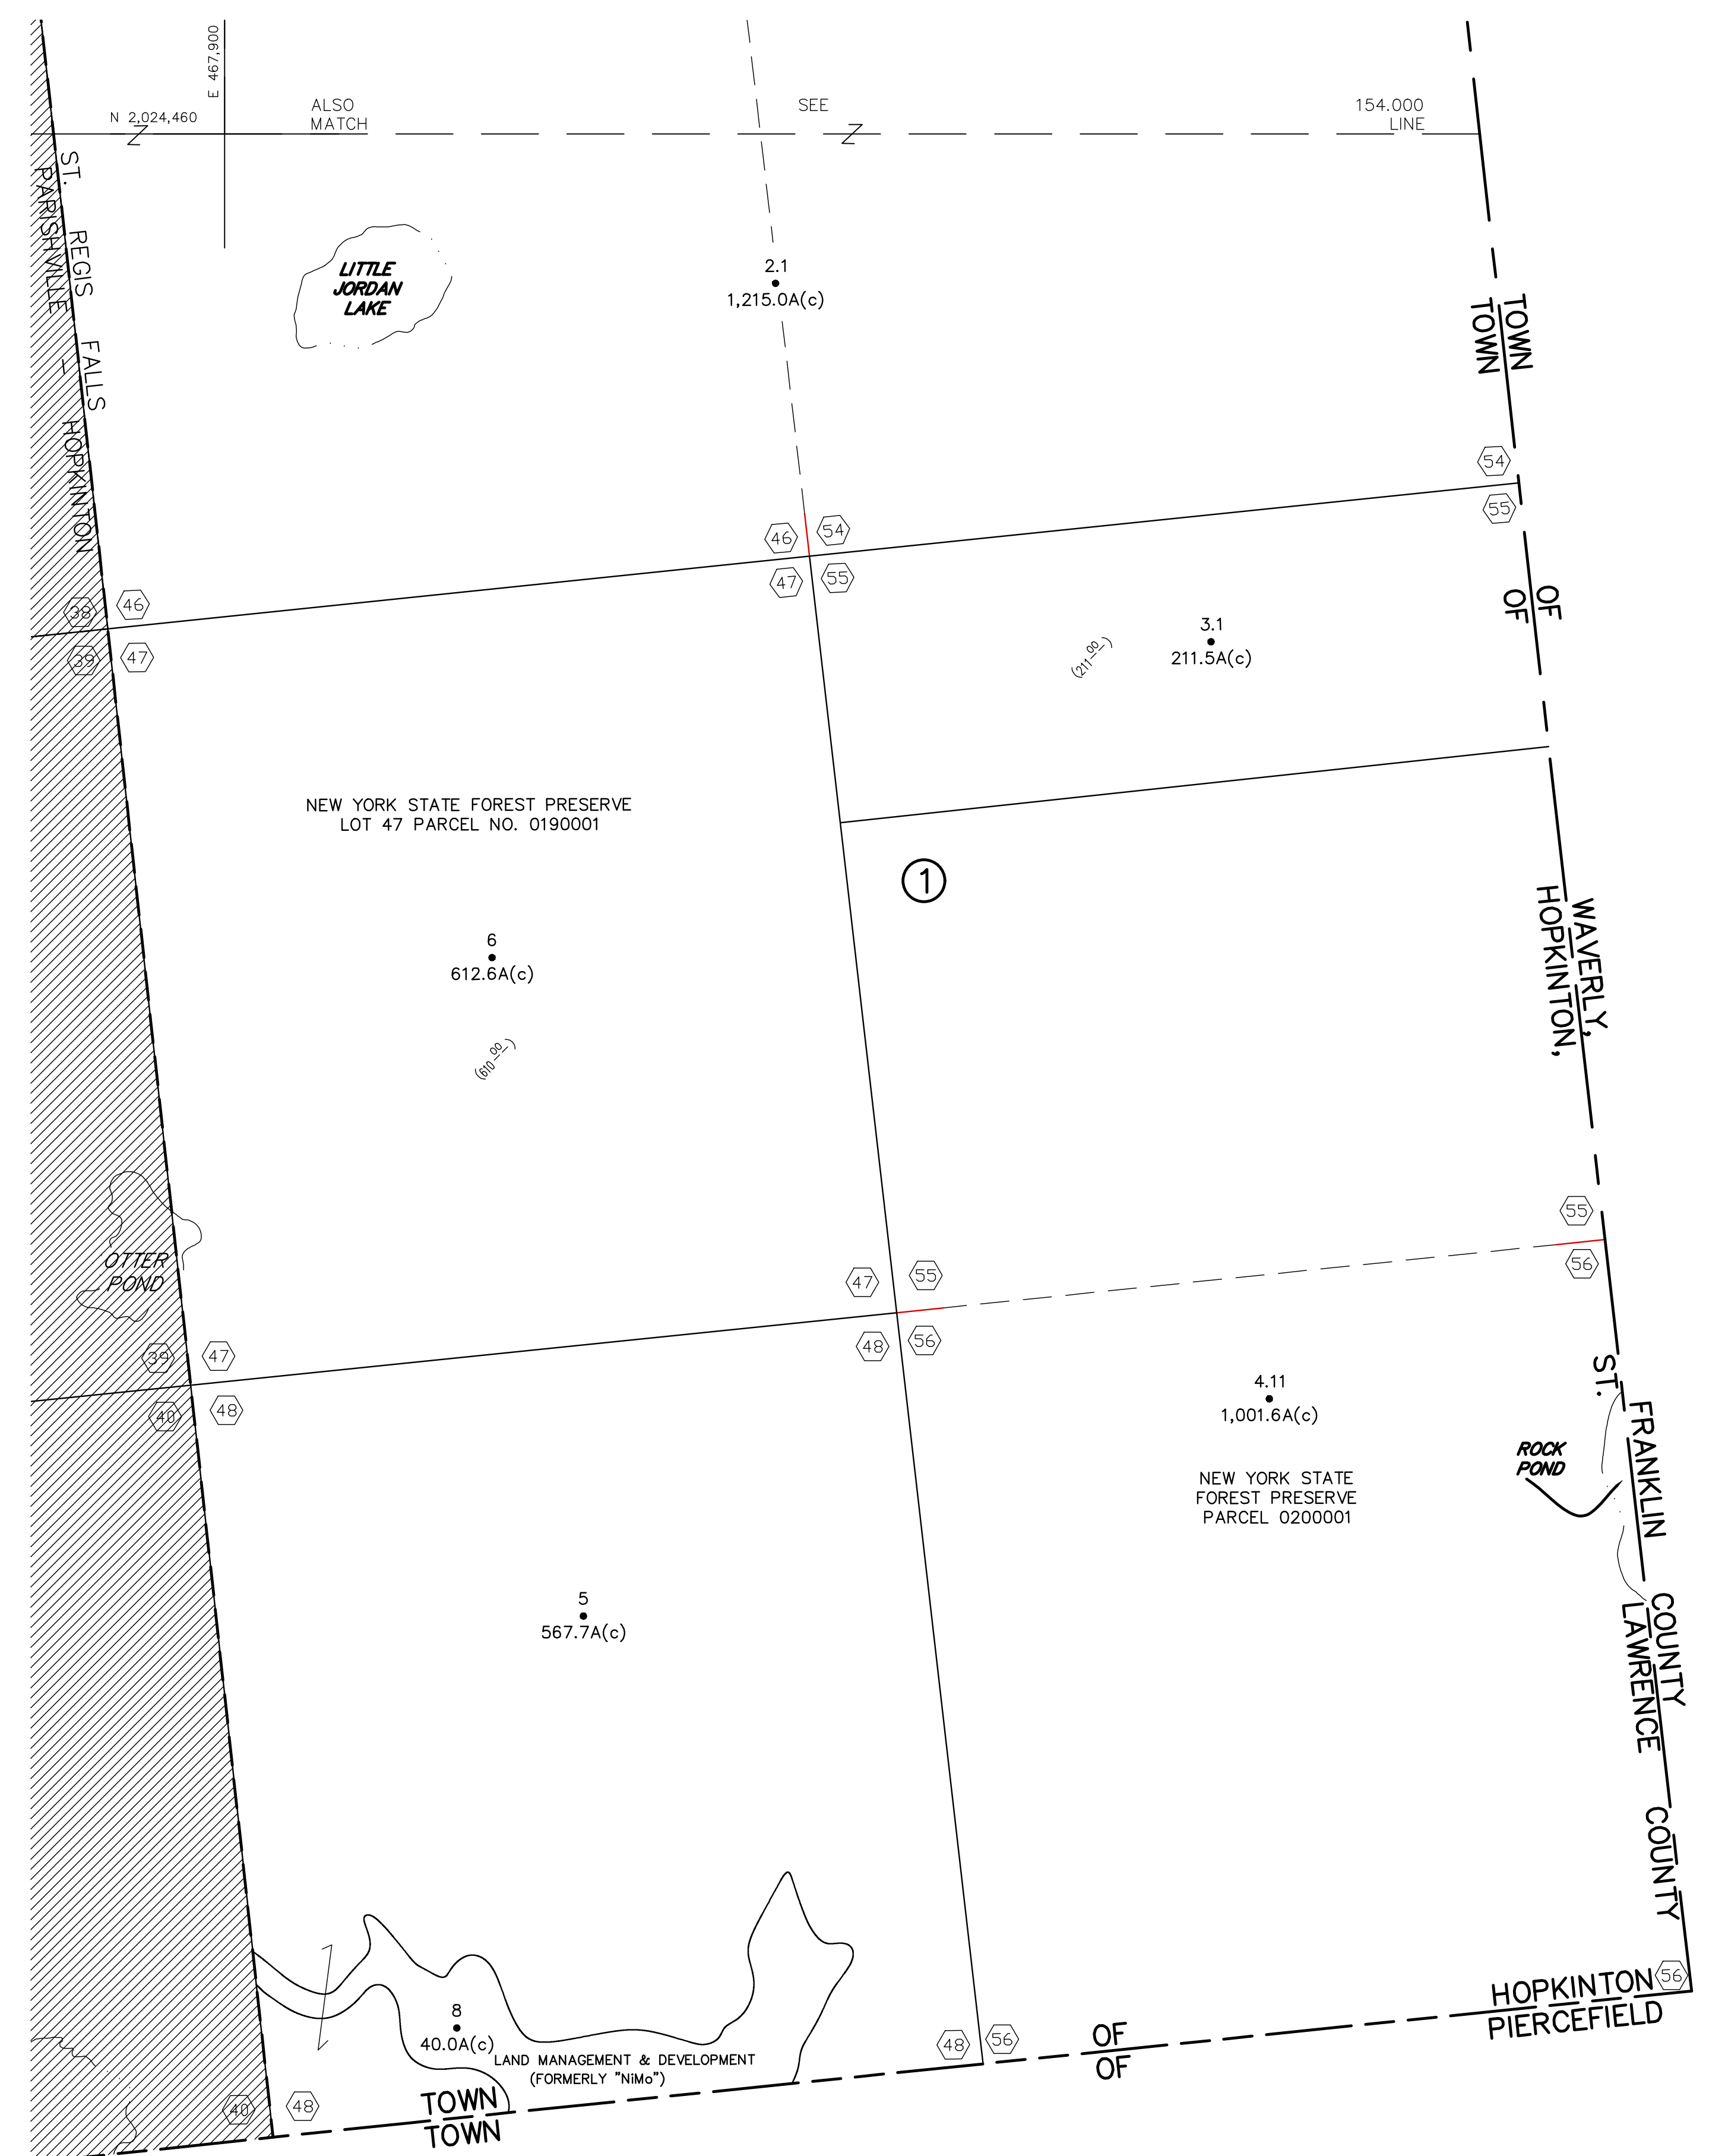 E 467,900
N 2,024,460
ALSO
MATCH
SEE
154.000
LINE
ST. REGIS FALLS
PARISHVILLE – HOPKINTON
LITTLE
JORDAN
LAKE
2.1
1,215.0A(c)
TOWN
TOWN
54
55
46
54
47
55
38
46
39
47
OF
OF
3.1
211.5A(c)
(211-00-)
NEW YORK STATE FOREST PRESERVE
LOT 47 PARCEL NO. 0190001
1
WAVERLY,
HOPKINTON,
6
612.6A(c)
(610-00-)
OTTER
POND
55
56
47
55
48
56
39
47
40
48
4.11
1,001.6A(c)
NEW YORK STATE
FOREST PRESERVE
PARCEL 0200001
ROCK
POND
FRANKLIN COUNTY
ST. LAWRENCE COUNTY
5
567.7A(c)
8
40.0A(c)
LAND MANAGEMENT & DEVELOPMENT
(FORMERLY "NiMo")
40
48
48
56
56
TOWN OF HOPKINTON
TOWN OF PIERCEFIELD